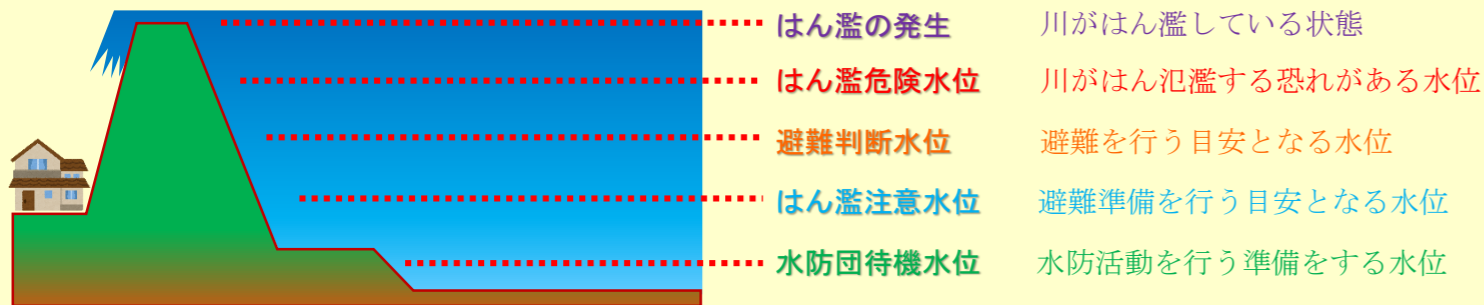 はん濫の発生 川がはん濫している状態
はん濫危険水位 川がはん氾濫する恐れがある水位
避難判断水位 避難を行う目安となる水位
はん濫注意水位 避難準備を行う目安となる水位
水防団待機水位 水防活動を行う準備をする水位